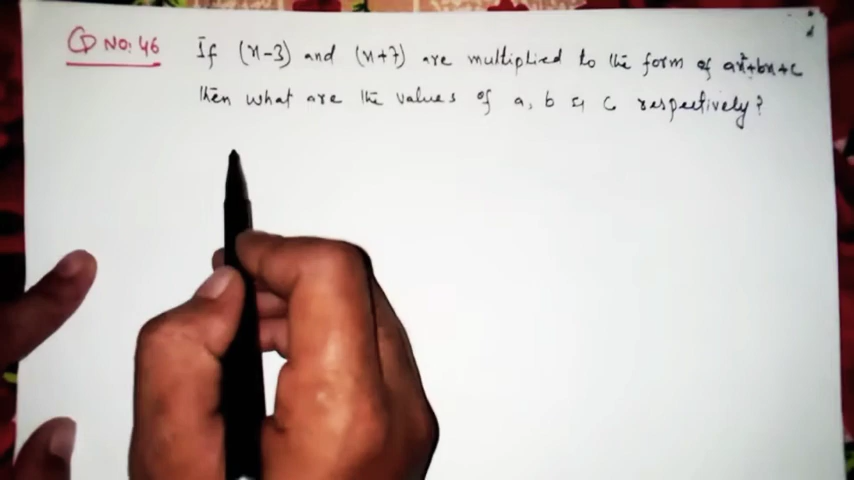 Q NO: 46
If (x-3) and (x+7) are multiplied to the form of ax²+bx+c
then what are the values of a, b & c respectively?